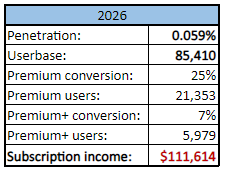 2026
Penetration: 0.059%
Userbase: 85,410
Premium conversion: 25%
Premium users: 21,353
Premium+ conversion: 7%
Premium+ users: 5,979
Subscription income: $111,614